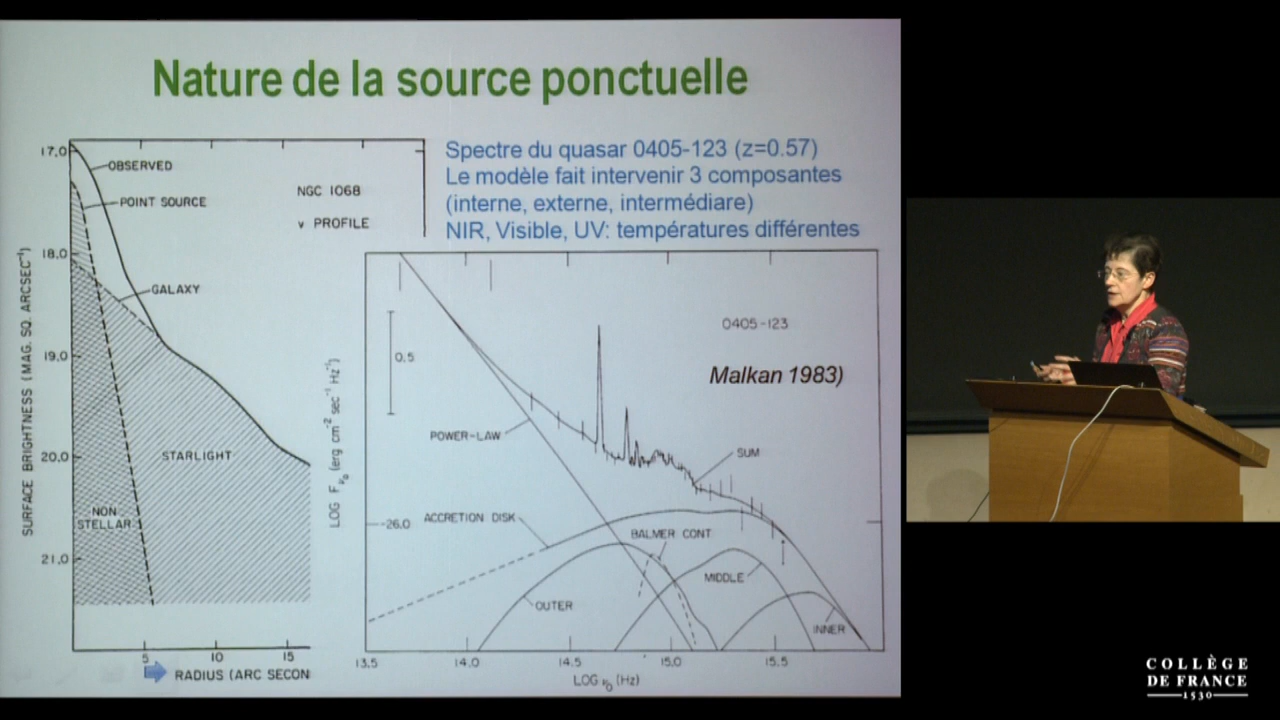 Nature de la source ponctuelle
17.0
OBSERVED
POINT SOURCE
NGC 1068
V PROFILE
18.0
GALAXY
19.0
20.0
STARLIGHT
NON
STELLAR
21.0
SURFACE BRIGHTNESS (MAG. SQ. ARCSEC⁻¹)
5
10
15
RADIUS (ARC SECON
Spectre du quasar 0405-123 (z=0.57)
Le modèle fait intervenir 3 composantes
(interne, externe, intermédiare)
NIR, Visible, UV: températures différentes
0405-123
0.5
Malkan 1983)
POWER-LAW
SUM
ACCRETION DISK
-26.0
BALMER CONT
MIDDLE
OUTER
INNER
LOG Fν₀ (erg cm⁻² sec⁻¹ Hz⁻¹)
13.5
14.0
14.5
15.0
15.5
LOG ν₀ (Hz)
COLLÈGE
DE FRANCE
1530